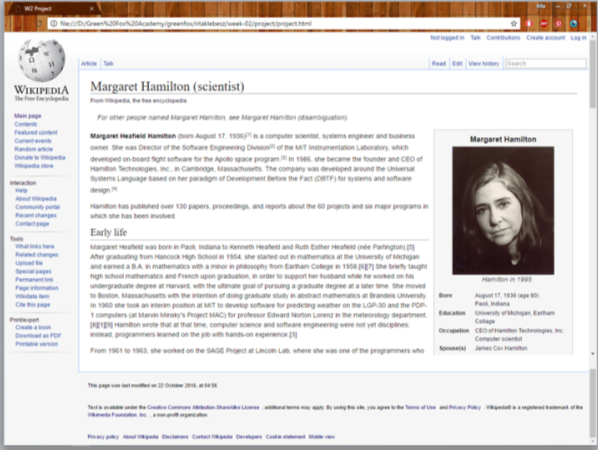 W2 Project
Rita
file:///D:/Green%20Fox%20Academy/greenfox/ntaklebesz/week-02/project/project.html
Not logged in Talk Contributions Create account Log in
WIKIPEDIA
The Free Encyclopedia
Article Talk
Read Edit View history Search
Main page
Contents
Featured content
Current events
Random article
Donate to Wikipedia
Wikipedia store
Interaction
Help
About Wikipedia
Community portal
Recent changes
Contact page
Tools
What links here
Related changes
Upload file
Special pages
Permanent link
Page information
Wikidata item
Cite this page
Print/export
Create a book
Download as PDF
Printable version
Margaret Hamilton (scientist)
From Wikipedia, the free encyclopedia
For other people named Margaret Hamilton, see Margaret Hamilton (disambiguation).
Margaret Heafield Hamilton (born August 17, 1936)[1] is a computer scientist, systems engineer and business
owner. She was Director of the Software Engineering Division[2] of the MIT Instrumentation Laboratory, which
developed on-board flight software for the Apollo space program.[3] In 1986, she became the founder and CEO of
Hamilton Technologies, Inc., in Cambridge, Massachusetts. The company was developed around the Universal
Systems Language based on her paradigm of Development Before the Fact (DBTF) for systems and software
design.[4]
Hamilton has published over 130 papers, proceedings, and reports about the 60 projects and six major programs in
which she has been involved.
Early life
Margaret Heafield was born in Paoli, Indiana to Kenneth Heafield and Ruth Esther Heafield (née Partington).[5]
After graduating from Hancock High School in 1954, she started out in mathematics at the University of Michigan
and earned a B.A. in mathematics with a minor in philosophy from Earlham College in 1958.[6][7] She briefly taught
high school mathematics and French upon graduation, in order to support her husband while he worked on his
undergraduate degree at Harvard, with the ultimate goal of pursuing a graduate degree at a later time. She moved
to Boston, Massachusetts with the intention of doing graduate study in abstract mathematics at Brandeis University.
In 1960 she took an interim position at MIT to develop software for predicting weather on the LGP-30 and the PDP-
1 computers (at Marvin Minsky's Project MAC) for professor Edward Norton Lorenz in the meteorology department.
[8][1][9] Hamilton wrote that at that time, computer science and software engineering were not yet disciplines;
instead, programmers learned on the job with hands-on experience.[3]
From 1961 to 1963, she worked on the SAGE Project at Lincoln Lab, where she was one of the programmers who
Margaret Hamilton
Hamilton in 1995
Born August 17, 1936 (age 80)
Paoli, Indiana
Education University of Michigan, Earlham
College
Occupation CEO of Hamilton Technologies, Inc.
Computer scientist
Spouse(s) James Cox Hamilton
This page was last modified on 22 October 2016, at 04:56.
Text is available under the Creative Commons Attribution-ShareAlike License ; additional terms may apply. By using this site, you agree to the Terms of Use and Privacy Policy . Wikipedia® is a registered trademark of the
Wikimedia Foundation, Inc. , a non-profit organization.
Privacy policy About Wikipedia Disclaimers Contact Wikipedia Developers Cookie statement Mobile view